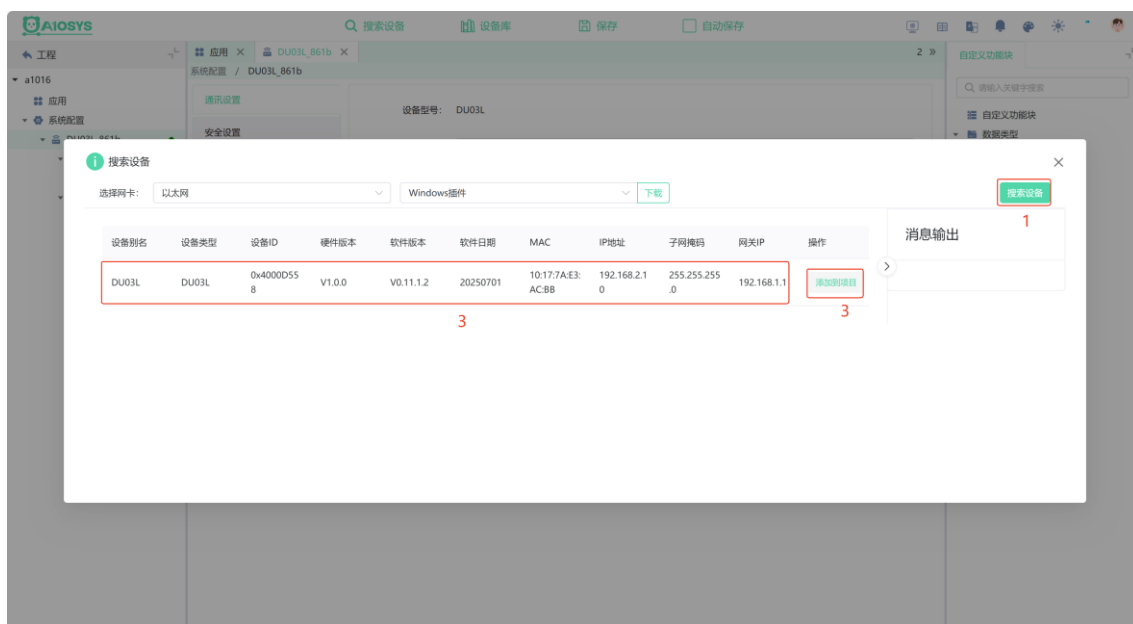 AIOSYS
搜索设备
设备库
保存
自动保存
工程
应用
DU03L_861b
2
自定义功能块
系统配置 / DU03L_861b
a1016
请输入关键字搜索
应用
通讯设置
设备型号: DU03L
自定义功能块
系统配置
安全设置
数据类型
DU03L_861b
搜索设备
选择网卡: 以太网
Windows插件
下载
搜索设备
1
消息输出
设备别名 设备类型 设备ID 硬件版本 软件版本 软件日期 MAC IP地址 子网掩码 网关IP 操作
DU03L DU03L 0x4000D55 V1.0.0 V0.11.1.2 20250701 10:17:7A:E3: 192.168.2.1 255.255.255 192.168.1.1 添加到项目
8 AC:BB 0 .0
3
3